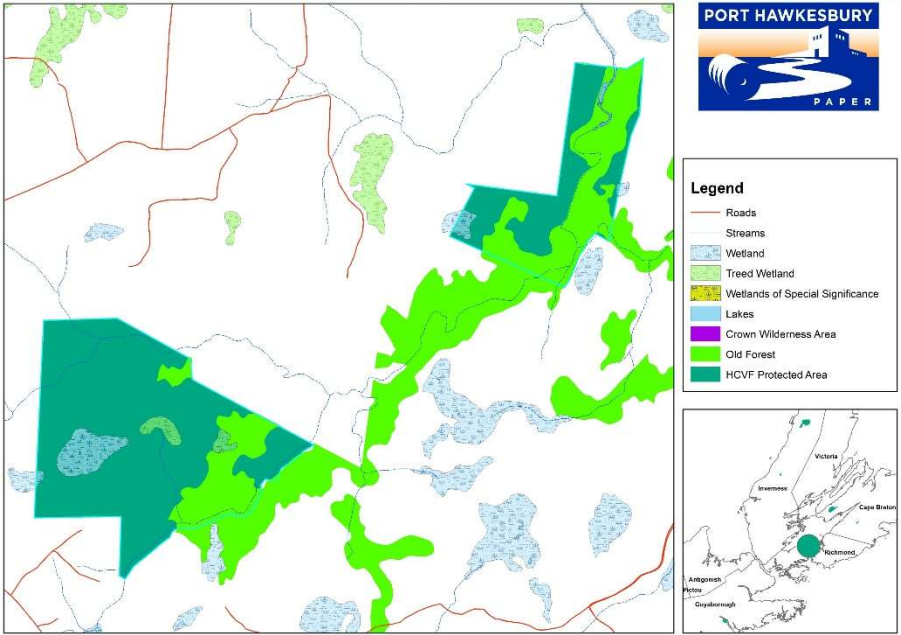 PORT HAWKESBURY
PAPER
Legend
Roads
Streams
Wetland
Treed Wetland
Wetlands of Special Significance
Lakes
Crown Wilderness Area
Old Forest
HCVF Protected Area
Victoria
Inverness
Cape Breton
Richmond
Antigonish
Pictou
Guysborough